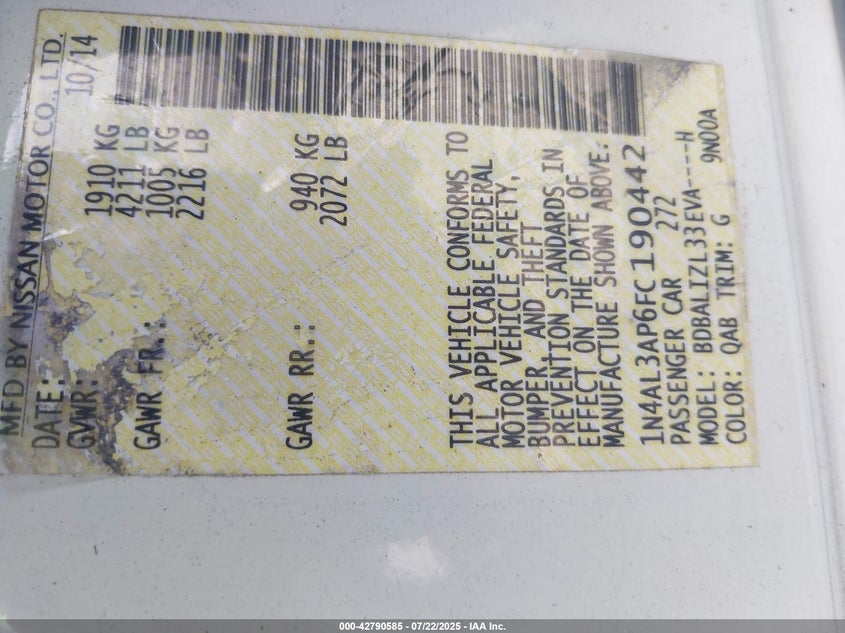 MFD BY NISSAN MOTOR CO., LTD.
DATE: 10/14
GVWR: 1910 KG
4211 LB
GAWR FR.: 1005 KG
2216 LB
GAWR RR.: 940 KG
2072 LB
THIS VEHICLE CONFORMS TO
ALL APPLICABLE FEDERAL
MOTOR VEHICLE SAFETY,
BUMPER, AND THEFT
PREVENTION STANDARDS IN
EFFECT ON THE DATE OF
MANUFACTURE SHOWN ABOVE.
1N4AL3AP6FC190442
PASSENGER CAR 272
MODEL: BDBALIZL33EVA----H
COLOR: QAB TRIM: G 9N00A
000-42790585 - 07/22/2025 - IAA Inc.